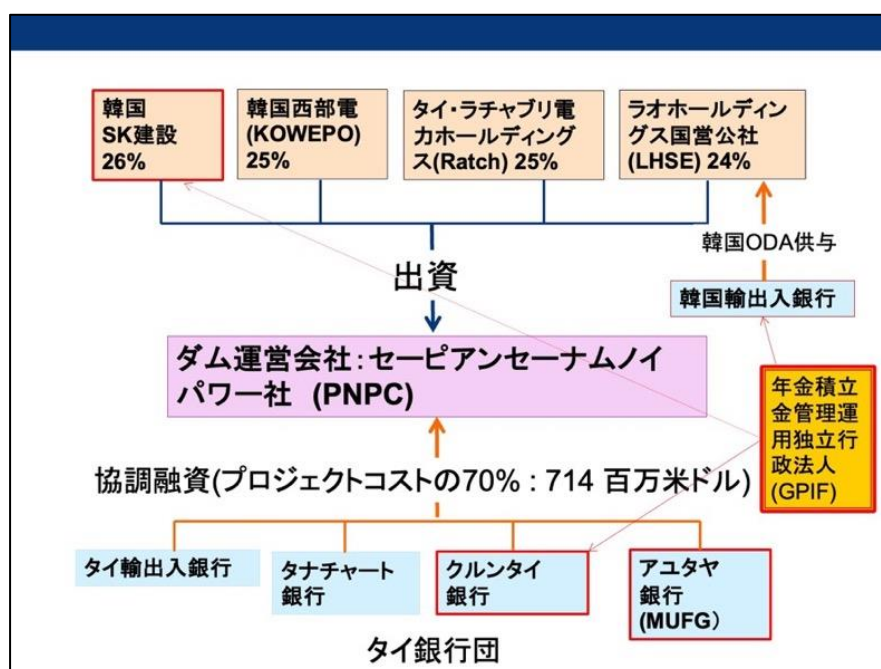 韓国
SK建設
26%
韓国西部電
(KOWEPO)
25%
タイ・ラチャブリ電
力ホールディング
ス(Ratch) 25%
ラオホールディン
グス国営公社
(LHSE) 24%
出資
韓国ODA供与
韓国輸出入銀行
ダム運営会社：セーピアンセーナムノイ
パワー社 (PNPC)
年金積立
金管理運
用独立行
政法人
(GPIF)
協調融資(プロジェクトコストの70%：714 百万米ドル)
タイ輸出入銀行
タナチャート
銀行
クルンタイ
銀行
アユタヤ
銀行
(MUFG）
タイ銀行団